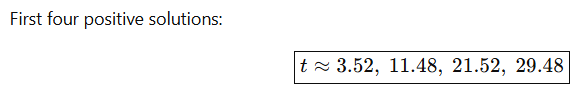 First four positive solutions:
t ≈ 3.52, 11.48, 21.52, 29.48